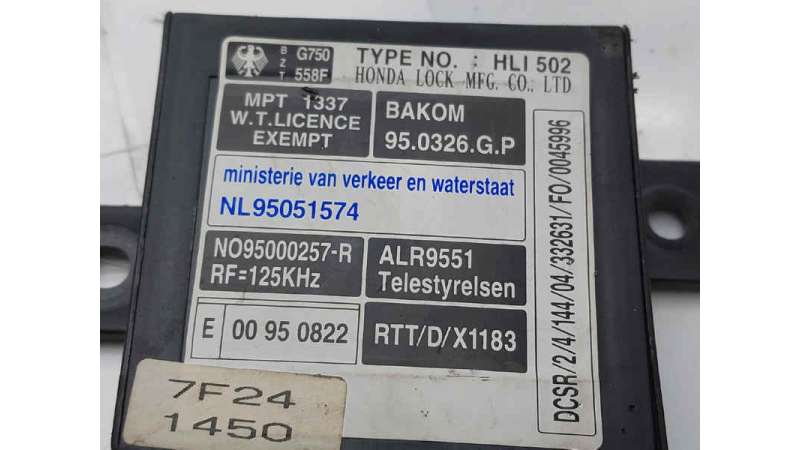 B Z T G750 558F
TYPE NO. : HLI 502
HONDA LOCK MFG. CO., LTD
MPT 1337
W.T.LICENCE
EXEMPT
BAKOM
95.0326.G.P
ministerie van verkeer en waterstaat
NL95051574
NO95000257-R
RF=125KHz
ALR9551
Telestyrelsen
E 00 95 0822
RTT/D/X1183
DCSR/2/4/144/04/332631/FO/0045996
7F24
1450